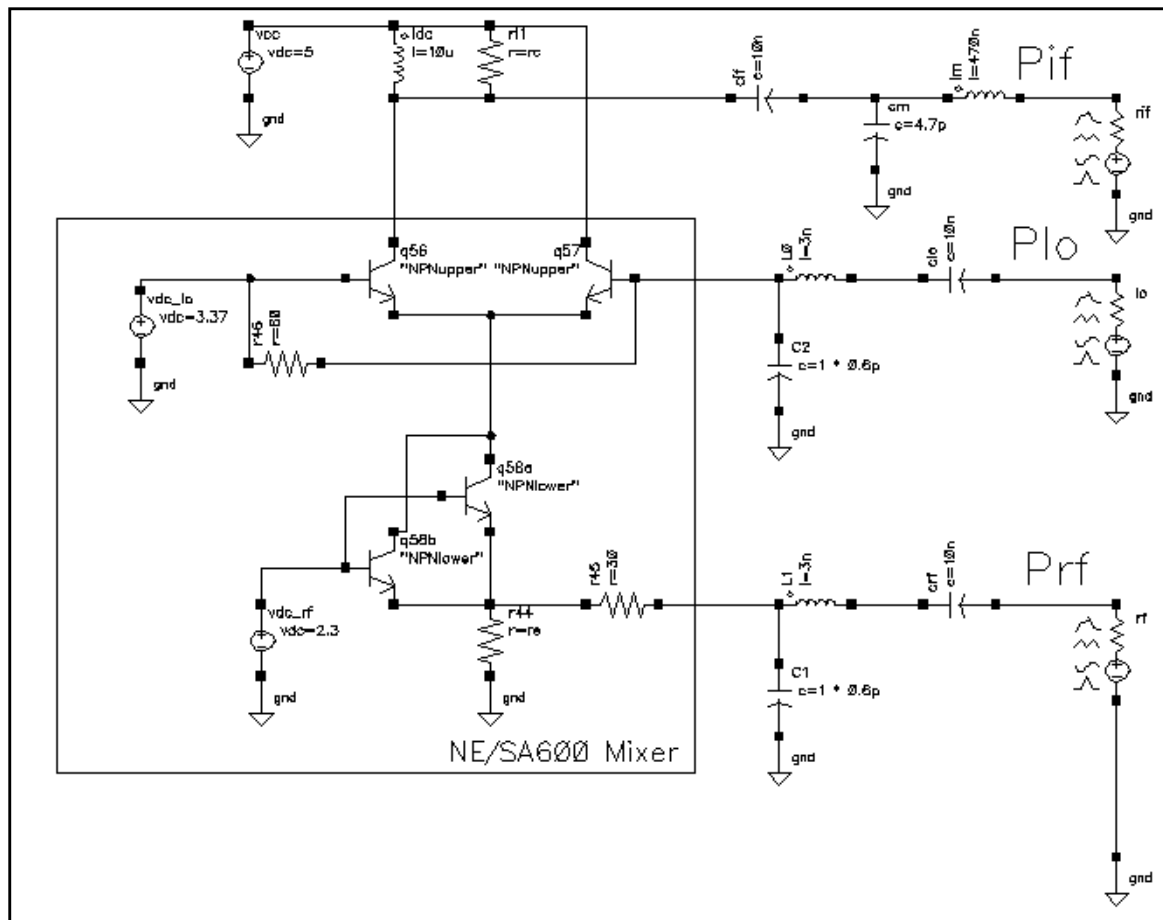 vcc
vdc=5
gnd
ldc
l=10u
rl1
r=rc
cif
c=10n
lm
l=470n
Pif
cm
c=4.7p
gnd
rif
gnd
q56
"NPNupper"
q57
"NPNupper"
L0
l=3n
clo
c=10n
Plo
lo
gnd
vdc_lo
vdc=3.37
gnd
r46
r=60
C2
c=1 * 0.6p
gnd
q58a
"NPNlower"
q58b
"NPNlower"
vdc_rf
vdc=2.3
gnd
r44
r=re
gnd
r45
r=30
L1
l=3n
crf
c=10n
Prf
rf
C1
c=1 * 0.6p
gnd
gnd
NE/SA600 Mixer